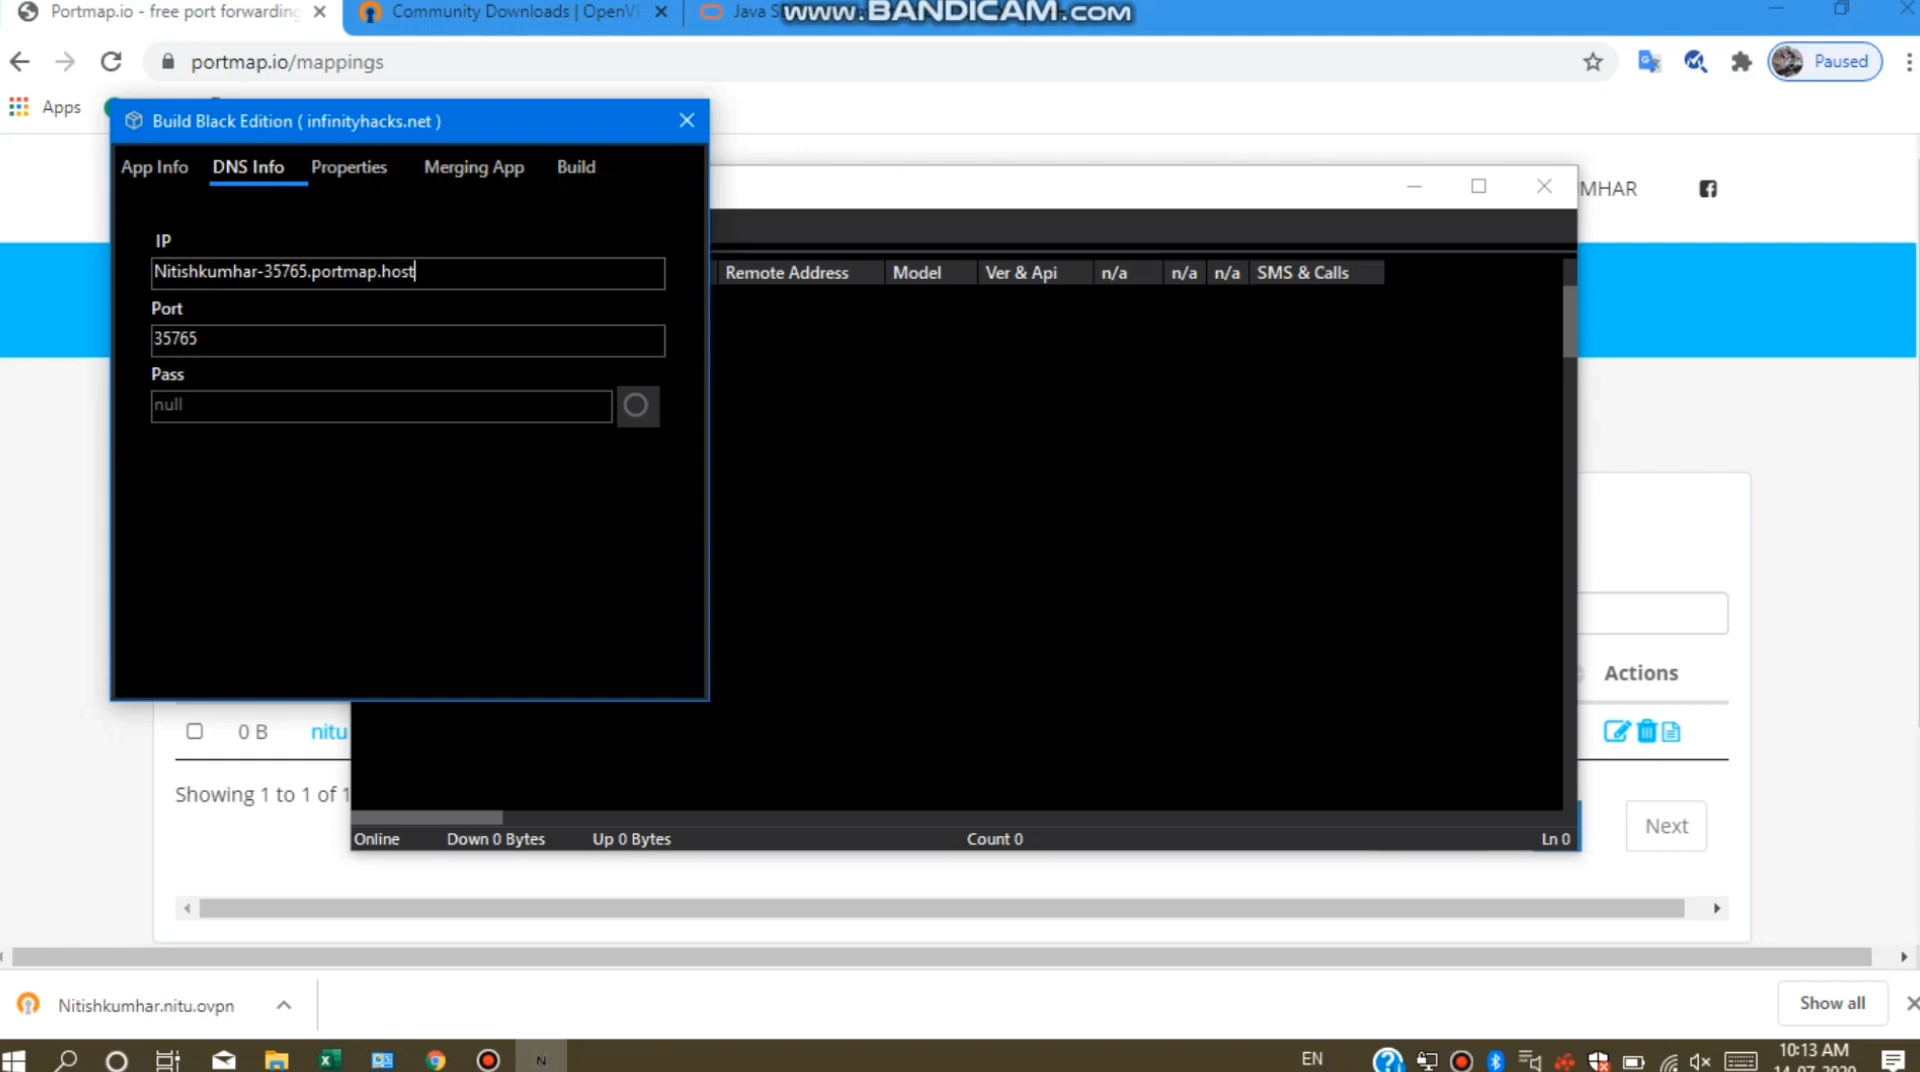 Portmap.io - free port forwarding
Community Downloads | OpenV
Java S
www.BANDICAM.com
portmap.io/mappings
Paused
Apps
Build Black Edition ( infinityhacks.net )
App Info
DNS Info
Properties
Merging App
Build
MHAR
IP
Nitishkumhar-35765.portmap.host
Remote Address
Model
Ver & Api
n/a
n/a
n/a
SMS & Calls
Port
35765
Pass
null
Actions
0 B
nitu
Showing 1 to 1 of 1
Next
Online
Down 0 Bytes
Up 0 Bytes
Count 0
Ln 0
Nitishkumhar.nitu.ovpn
Show all
N
EN
10:13 AM
14-07-2020